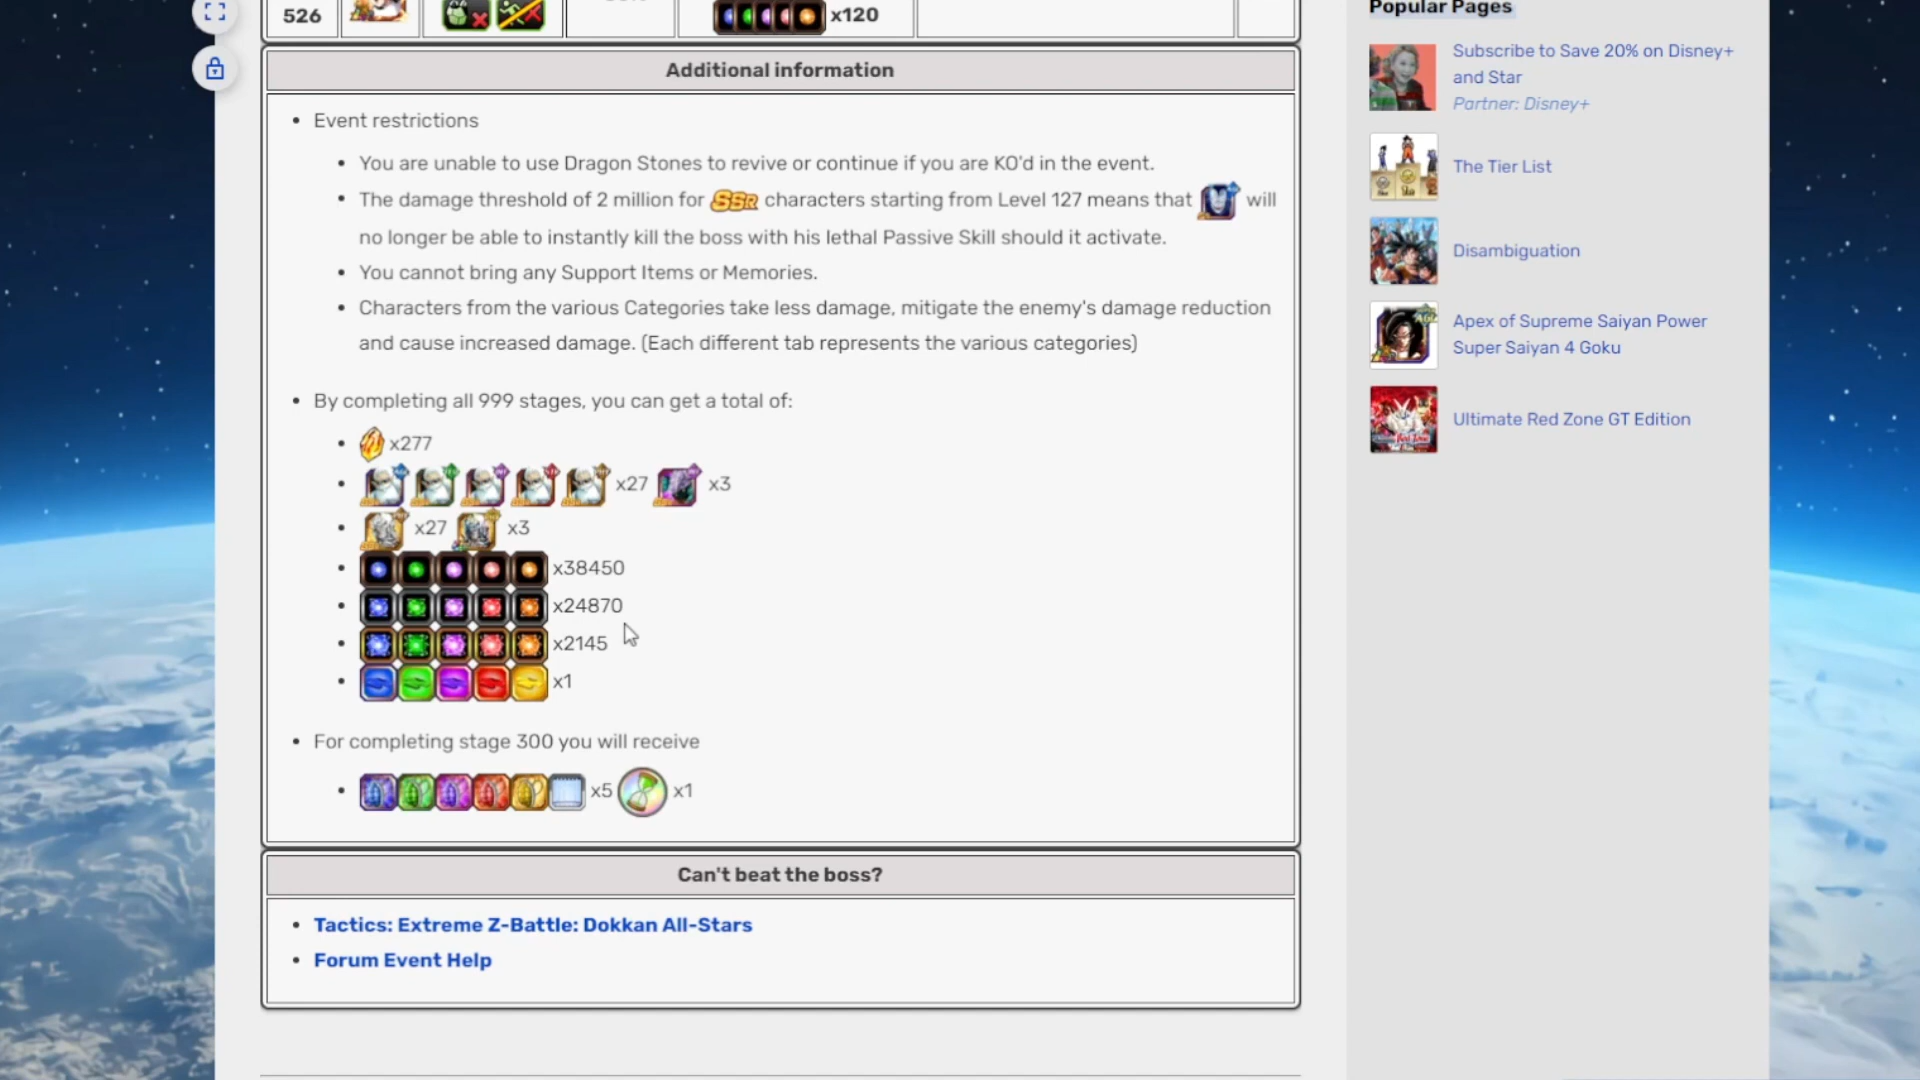 526
x120
Additional information
Event restrictions
You are unable to use Dragon Stones to revive or continue if you are KO'd in the event.
The damage threshold of 2 million for SSR characters starting from Level 127 means that will
no longer be able to instantly kill the boss with his lethal Passive Skill should it activate.
You cannot bring any Support Items or Memories.
Characters from the various Categories take less damage, mitigate the enemy's damage reduction
and cause increased damage. (Each different tab represents the various categories)
By completing all 999 stages, you can get a total of:
x277
x27 x3
x27 x3
x38450
x24870
x2145
x1
For completing stage 300 you will receive
x5 x1
Can't beat the boss?
Tactics: Extreme Z-Battle: Dokkan All-Stars
Forum Event Help
Popular Pages
Subscribe to Save 20% on Disney+
and Star
Partner: Disney+
The Tier List
Disambiguation
Apex of Supreme Saiyan Power
Super Saiyan 4 Goku
Ultimate Red Zone GT Edition